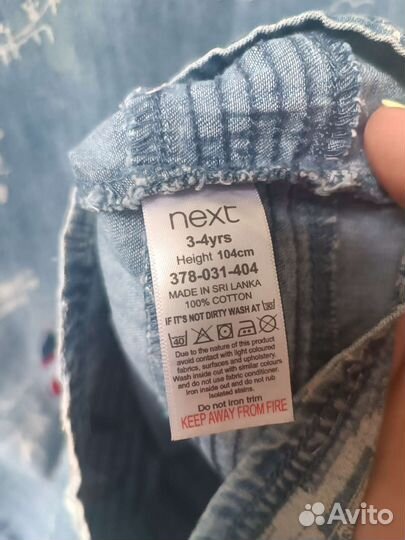 next
3-4yrs
Height 104cm
378-031-404
MADE IN SRI LANKA
100% COTTON
IF IT'S NOT DIRTY WASH AT 30
40
Due to the nature of this product
avoid contact with light coloured
fabrics, surfaces and upholstery.
Wash inside out with similar colours
and do not use fabric conditioner.
Iron inside out and do not rub
isolated stains.
Do not iron trim
KEEP AWAY FROM FIRE
Avito